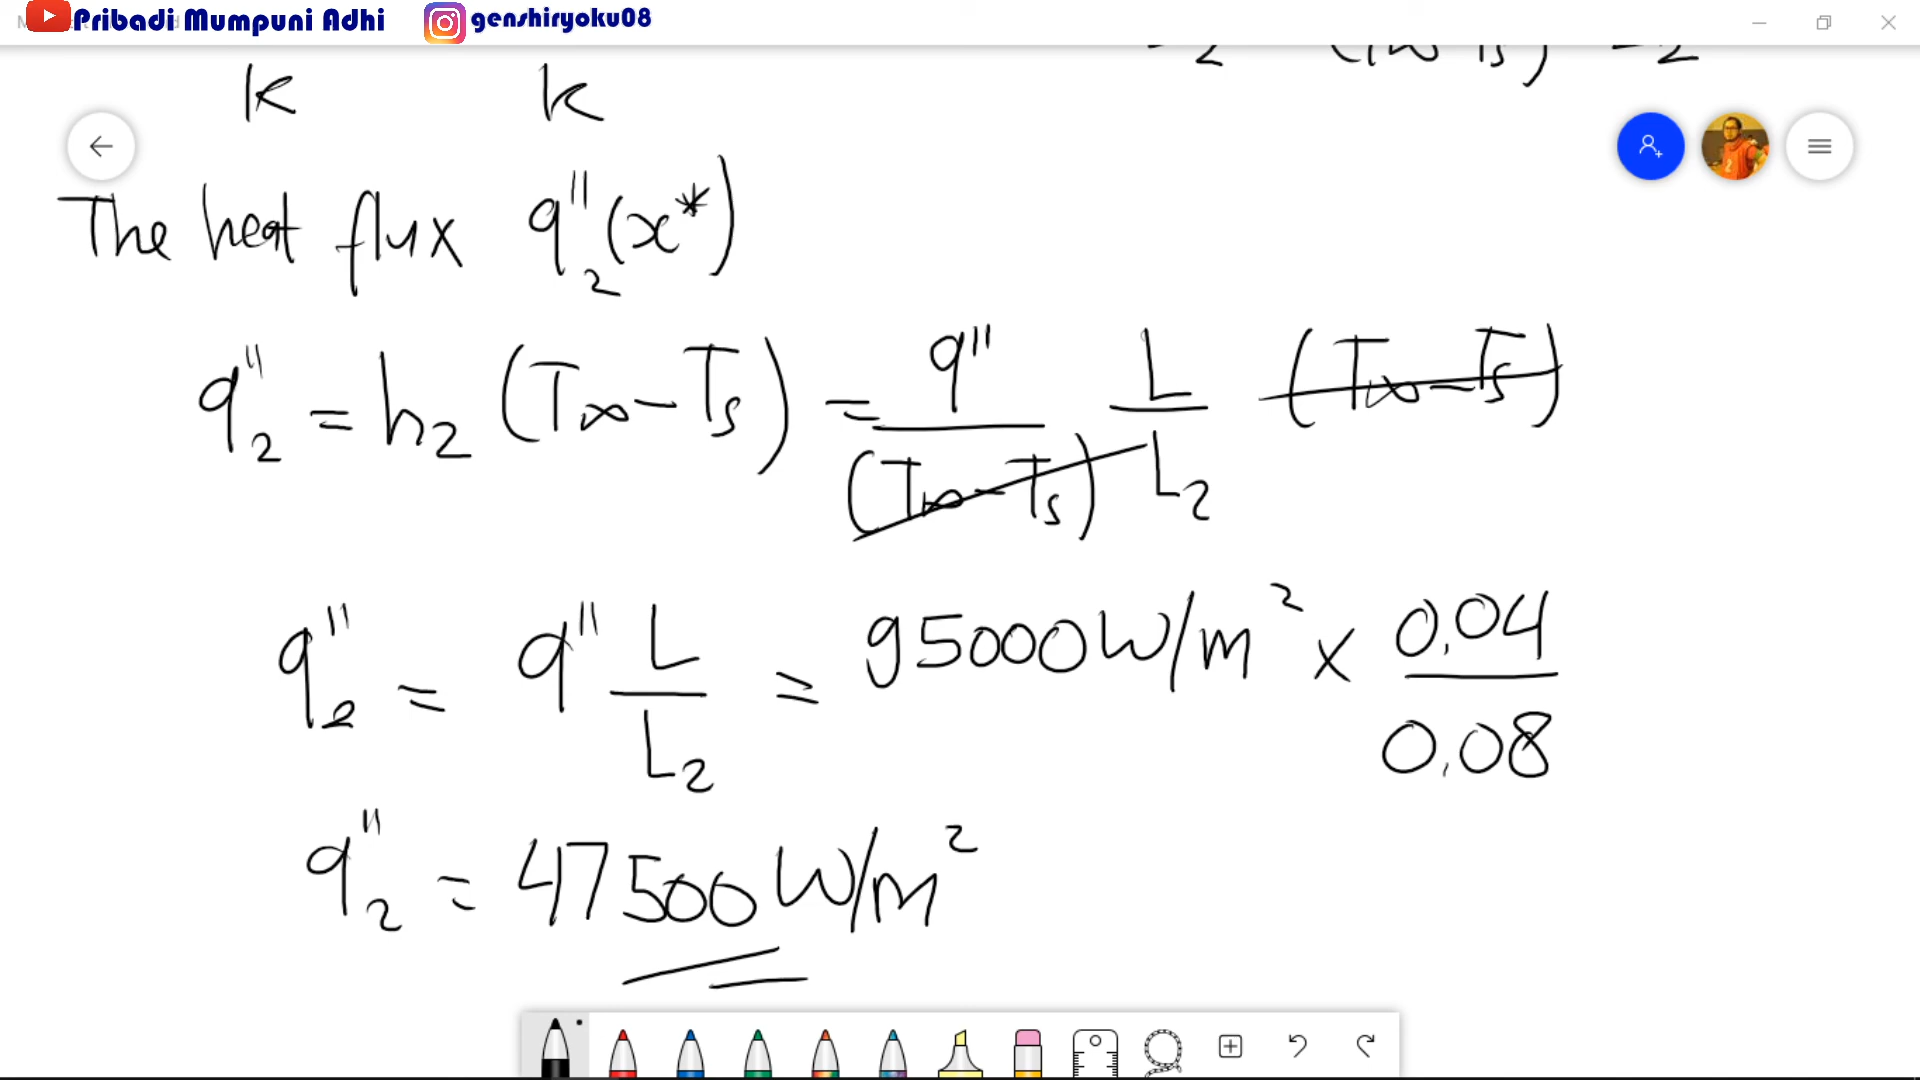 Pribadi Mumpuni Adhi genshiryoku08
k k
The heat flux q''₂(x*)
q''₂ = h₂ (T∞ − Ts) = q''/(T∞ − Ts) L/L₂ (T∞ − Ts)
q''₂ = q'' L/L₂ = 95000 W/m² × 0.04/0.08
q''₂ = 47500 W/m²